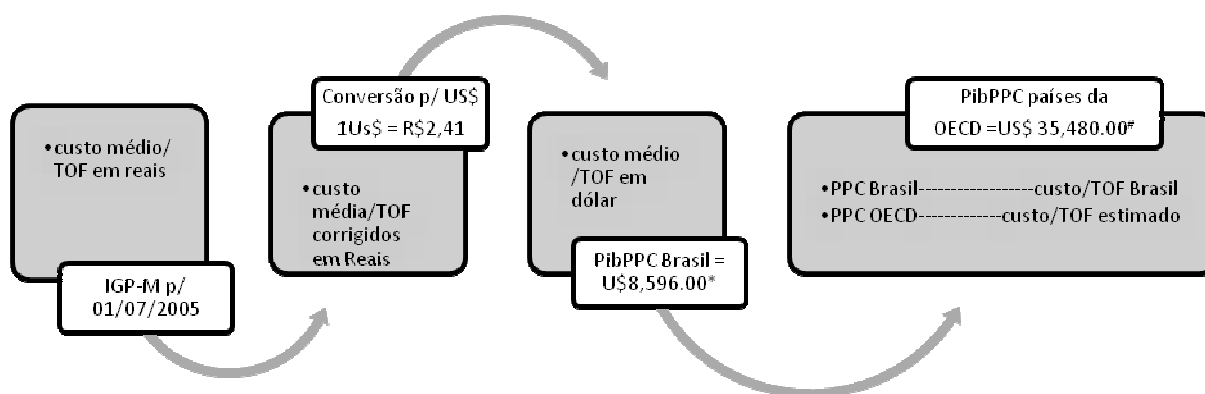 •custo médio/
TOF em reais
IGP-M p/
01/07/2005
Conversão p/ US$
1Us$ = R$2,41
•custo
média/TOF
corrigidos
em Reais
•custo médio
/TOF em
dólar
PibPPC Brasil =
U$8,596.00*
PibPPC países da
OECD =US$ 35,480.00#
•PPC Brasil------------------custo/TOF Brasil
•PPC OECD-------------custo/TOF estimado